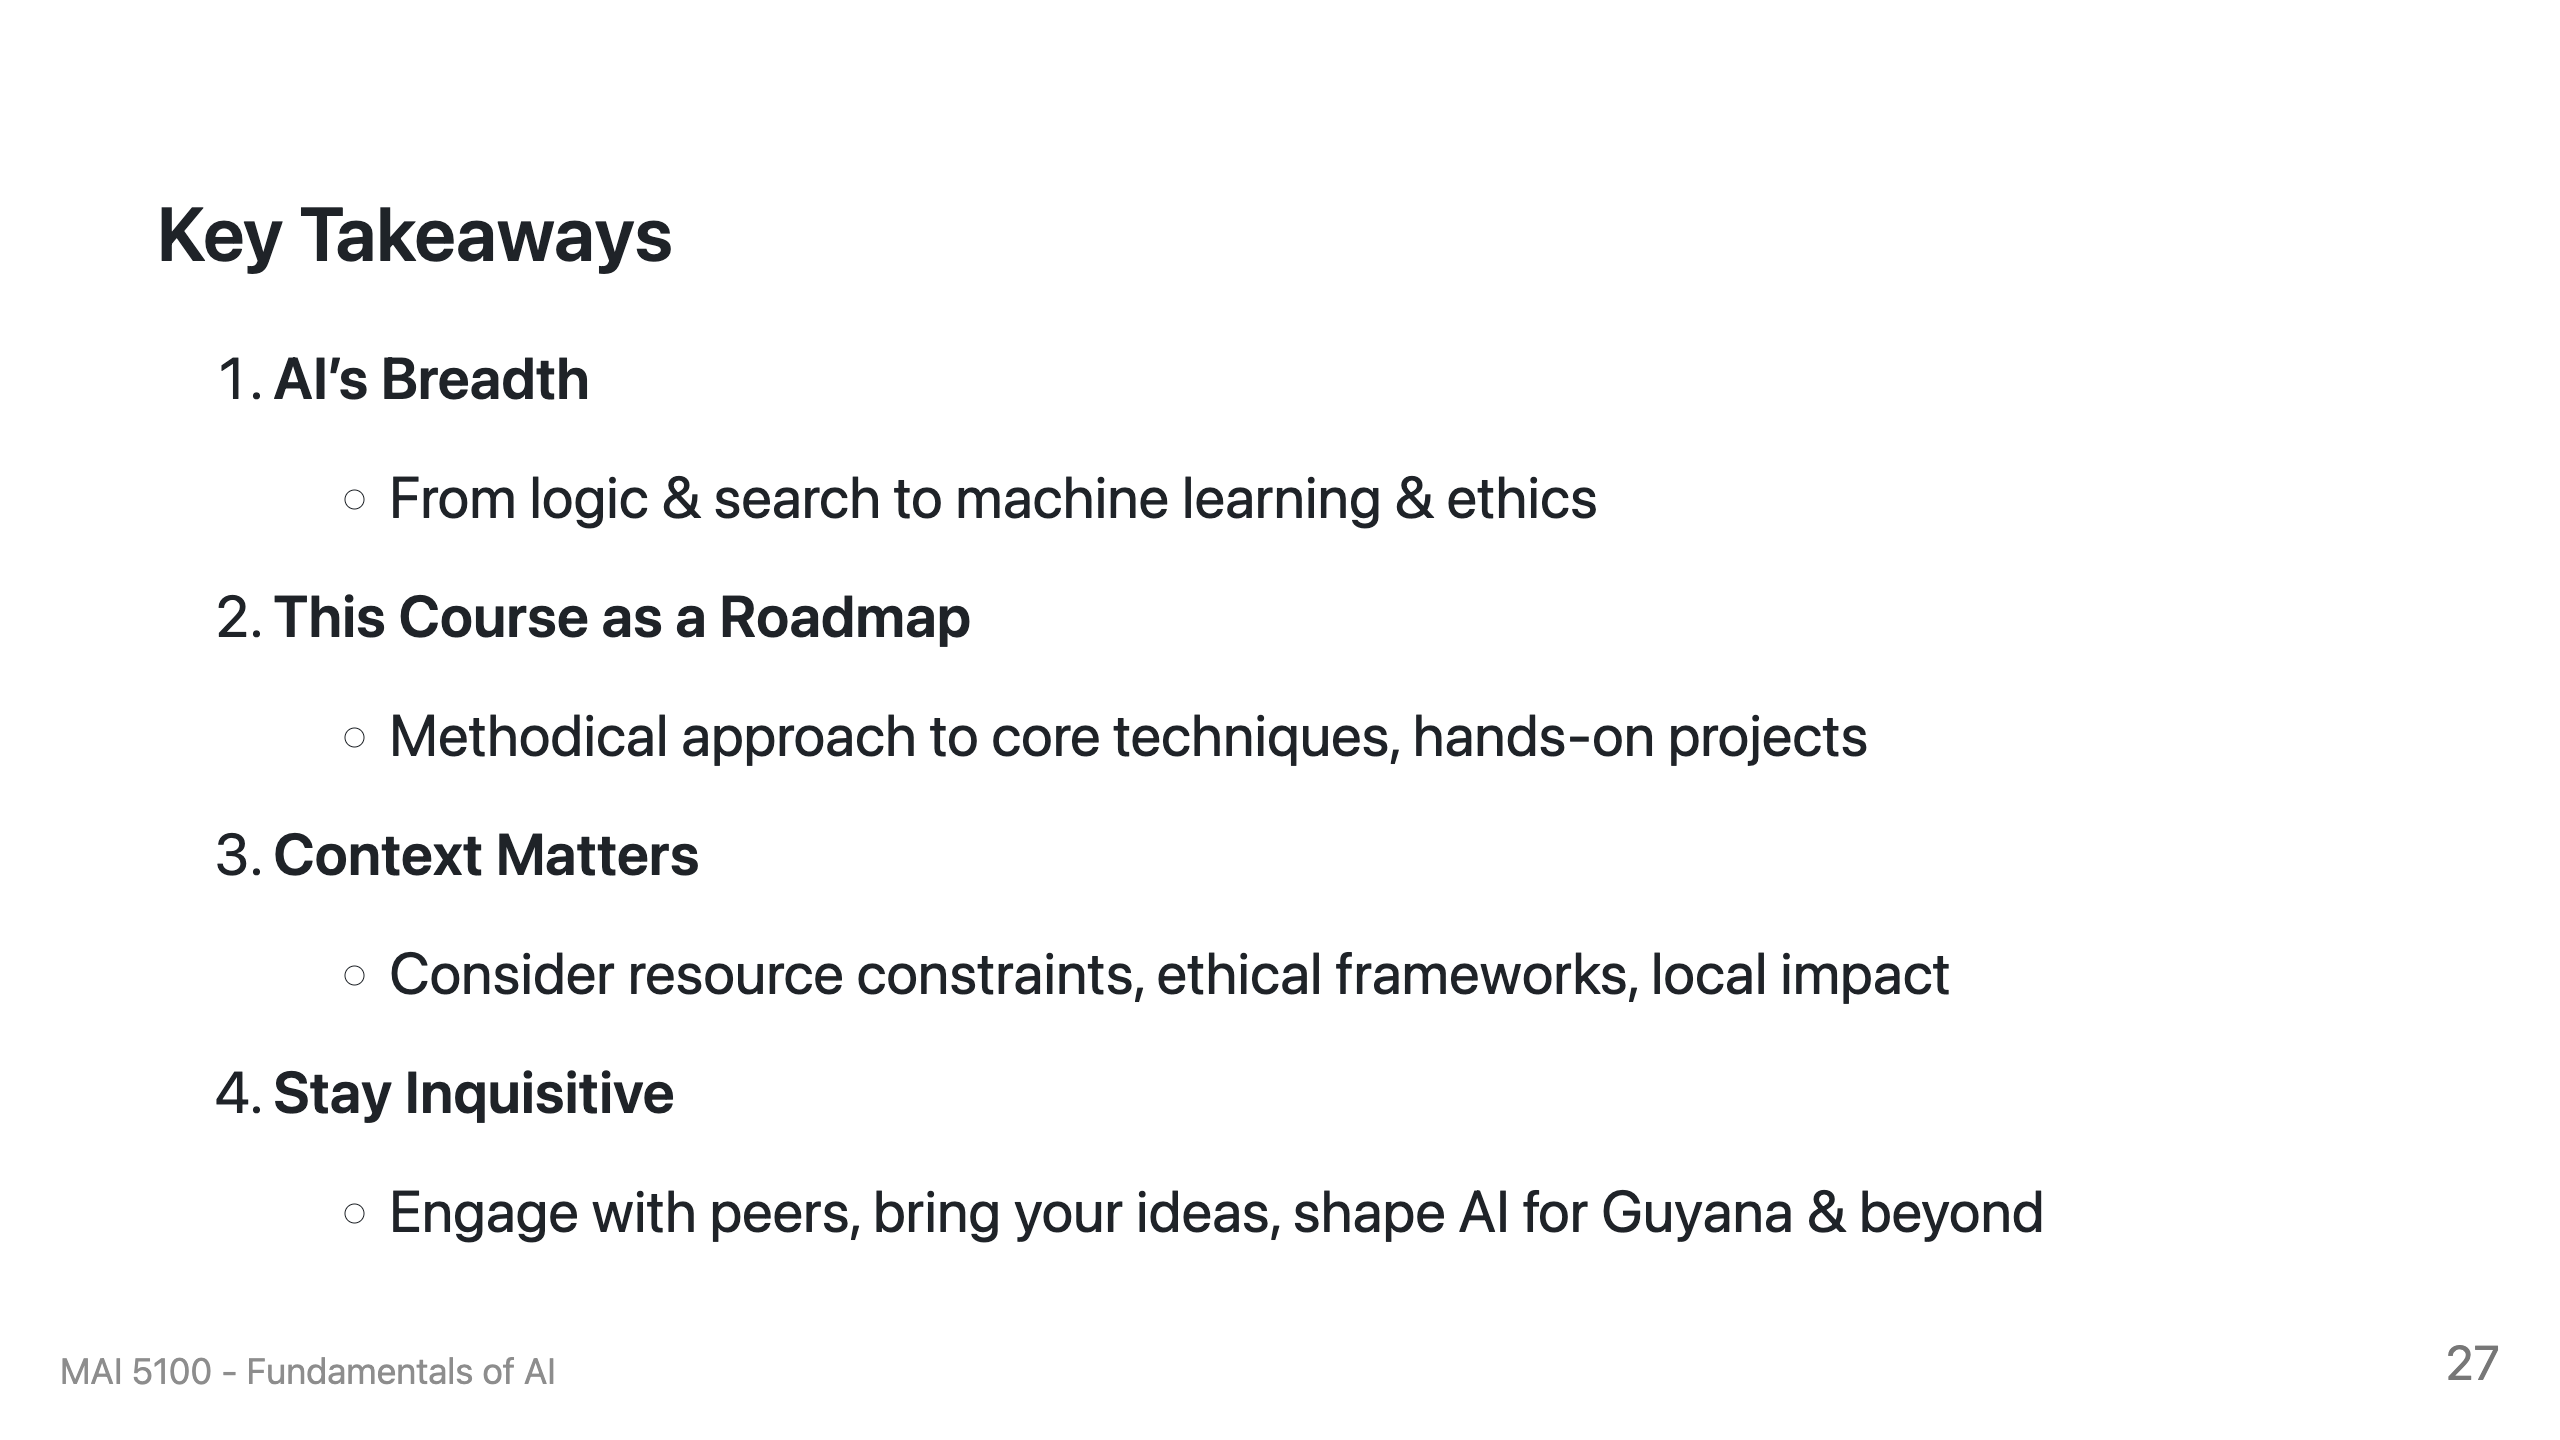 Key Takeaways
1. AI’s Breadth
○ From logic & search to machine learning & ethics
2. This Course as a Roadmap
○ Methodical approach to core techniques, hands-on projects
3. Context Matters
○ Consider resource constraints, ethical frameworks, local impact
4. Stay Inquisitive
○ Engage with peers, bring your ideas, shape AI for Guyana & beyond
MAI 5100 - Fundamentals of AI
27